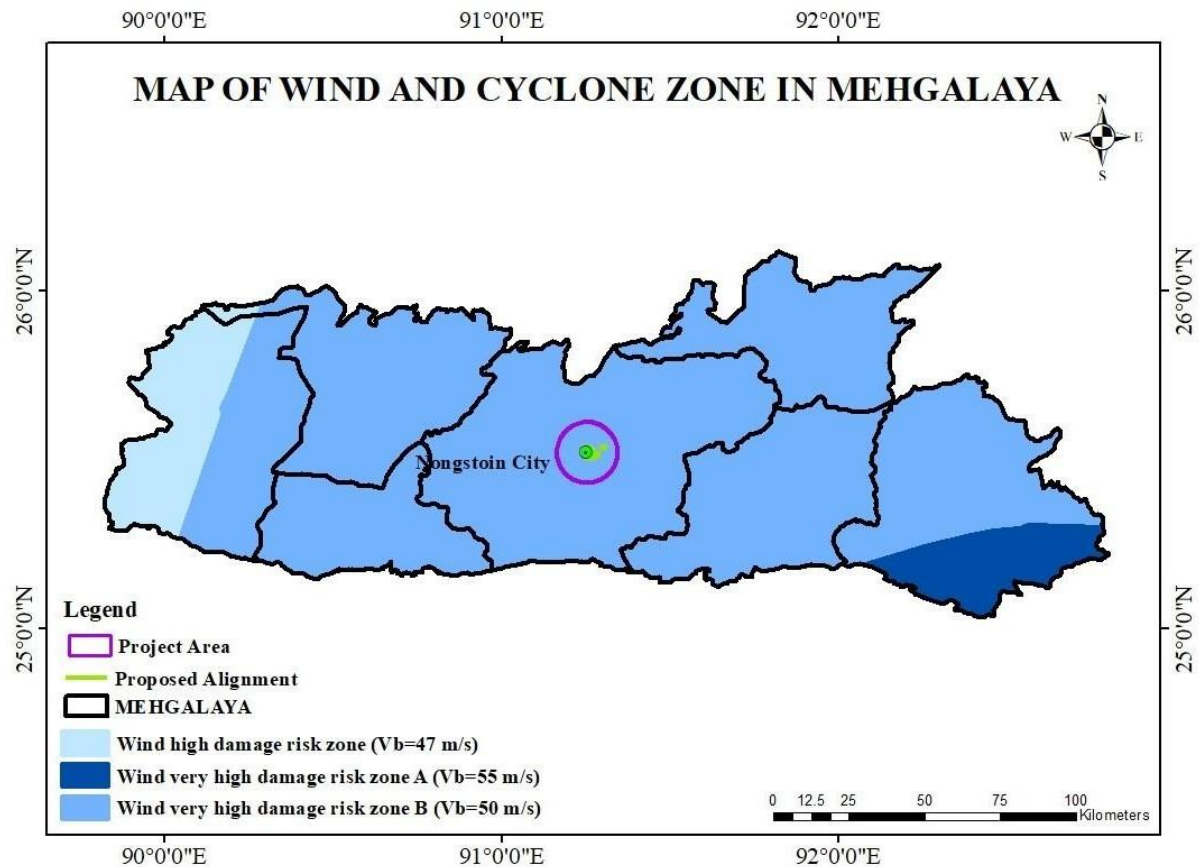 90°0'0"E 91°0'0"E 92°0'0"E
MAP OF WIND AND CYCLONE ZONE IN MEHGALAYA
N
W E
S
26°0'0"N 26°0'0"N
Nongstoin City
25°0'0"N 25°0'0"N
Legend
Project Area
Proposed Alignment
MEHGALAYA
Wind high damage risk zone (Vb=47 m/s)
Wind very high damage risk zone A (Vb=55 m/s)
Wind very high damage risk zone B (Vb=50 m/s)
0 12.5 25 50 75 100
Kilometers
90°0'0"E 91°0'0"E 92°0'0"E